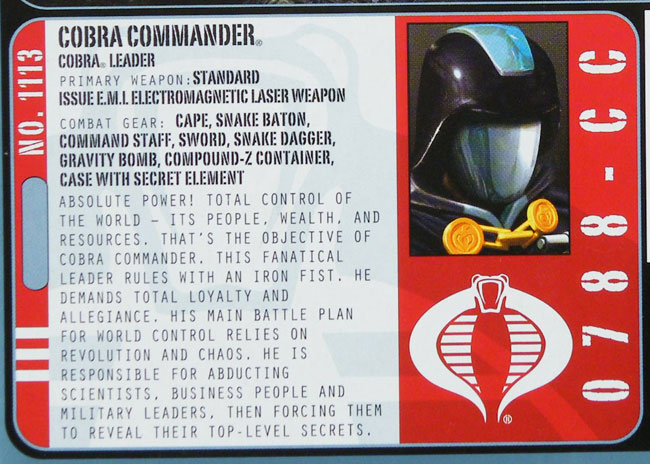 COBRA COMMANDER®
COBRA® LEADER
PRIMARY WEAPON: STANDARD
ISSUE E.M.L ELECTROMAGNETIC LASER WEAPON
COMBAT GEAR: CAPE, SNAKE BATON,
COMMAND STAFF, SWORD, SNAKE DAGGER,
GRAVITY BOMB, COMPOUND-Z CONTAINER,
CASE WITH SECRET ELEMENT
ABSOLUTE POWER! TOTAL CONTROL OF
THE WORLD - ITS PEOPLE, WEALTH, AND
RESOURCES. THAT'S THE OBJECTIVE OF
COBRA COMMANDER. THIS FANATICAL
LEADER RULES WITH AN IRON FIST. HE
DEMANDS TOTAL LOYALTY AND
ALLEGIANCE. HIS MAIN BATTLE PLAN
FOR WORLD CONTROL RELIES ON
REVOLUTION AND CHAOS. HE IS
RESPONSIBLE FOR ABDUCTING
SCIENTISTS, BUSINESS PEOPLE AND
MILITARY LEADERS, THEN FORCING THEM
TO REVEAL THEIR TOP-LEVEL SECRETS.
NO. 1113
0788-CC
®